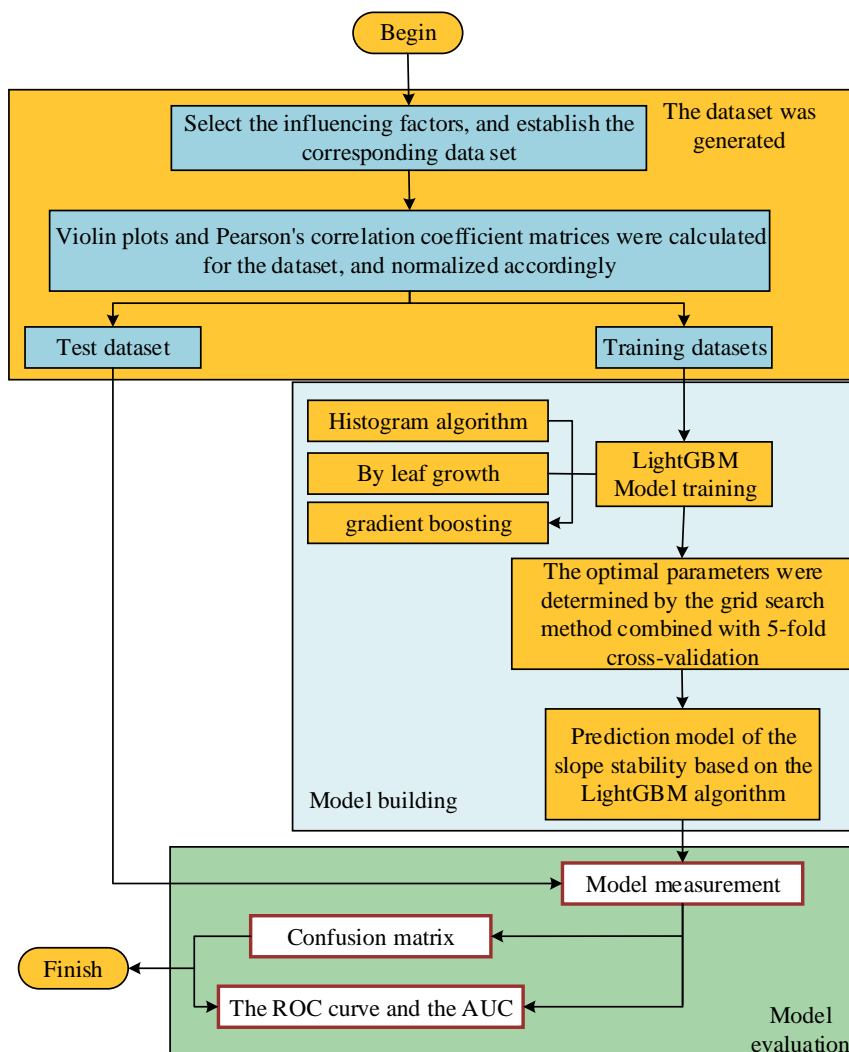 Begin
The dataset was
generated
Select the influencing factors, and establish the
corresponding data set
Violin plots and Pearson's correlation coefficient matrices were calculated
for the dataset, and normalized accordingly
Test dataset
Training datasets
Histogram algorithm
By leaf growth
gradient boosting
LightGBM
Model training
The optimal parameters were
determined by the grid search
method combined with 5-fold
cross-validation
Prediction model of the
slope stability based on the
LightGBM algorithm
Model building
Model measurement
Confusion matrix
Finish
The ROC curve and the AUC
Model
evaluation